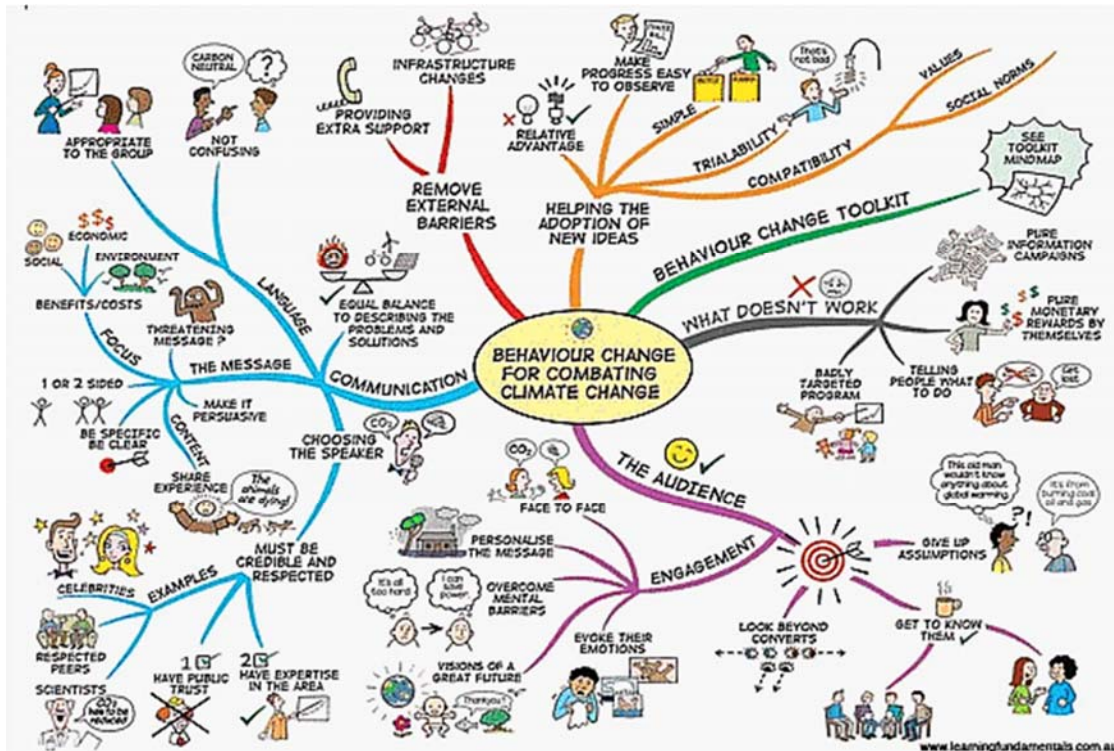 BEHAVIOUR CHANGE
FOR COMBATING
CLIMATE CHANGE
REMOVE
EXTERNAL
BARRIERS
PROVIDING
EXTRA SUPPORT
INFRASTRUCTURE
CHANGES
HELPING THE
ADOPTION OF
NEW IDEAS
RELATIVE
ADVANTAGE
MAKE
PROGRESS EASY
TO OBSERVE
SIMPLE
TRIALABILITY
That's
not bad
COMPATIBILITY
VALUES
SOCIAL NORMS
BEHAVIOUR CHANGE TOOLKIT
SEE
TOOLKIT
MINDMAP
WHAT DOESN'T WORK
PURE
INFORMATION
CAMPAIGNS
$$$
$$
PURE
MONETARY
REWARDS BY
THEMSELVES
TELLING
PEOPLE WHAT
TO DO
Get
lost
BADLY
TARGETED
PROGRAM
THE AUDIENCE
GIVE UP
ASSUMPTIONS
This old man
wouldn't know
anything about
global warming.
?!
It's from
burning coal
oil and gas
GET TO KNOW
THEM
LOOK BEYOND
CONVERTS
ENGAGEMENT
FACE TO FACE
CO2
PERSONALISE
THE MESSAGE
OVERCOME
MENTAL
BARRIERS
It's all
too hard
I can
save
power.
EVOKE THEIR
EMOTIONS
VISIONS OF A
GREAT FUTURE
Thankyou
COMMUNICATION
EQUAL BALANCE
TO DESCRIBING THE
PROBLEMS AND
SOLUTIONS
LANGUAGE
APPROPRIATE
TO THE GROUP
NOT
CONFUSING
CARBON
NEUTRAL
?
THE MESSAGE
THREATENING
MESSAGE ?
FOCUS
BENEFITS/COSTS
SOCIAL
$$$
ECONOMIC
ENVIRONMENT
1 OR 2 SIDED
BE SPECIFIC
BE CLEAR
MAKE IT
PERSUASIVE
CONTENT
SHARE
EXPERIENCE
The
animals
are dying!
CHOOSING
THE SPEAKER
CO2
MUST BE
CREDIBLE AND
RESPECTED
EXAMPLES
CELEBRITIES
RESPECTED
PEERS
SCIENTISTS
CO2
has to be
reduced
1
HAVE PUBLIC
TRUST
2
HAVE EXPERTISE
IN THE AREA
www.learningfundamentals.com.au